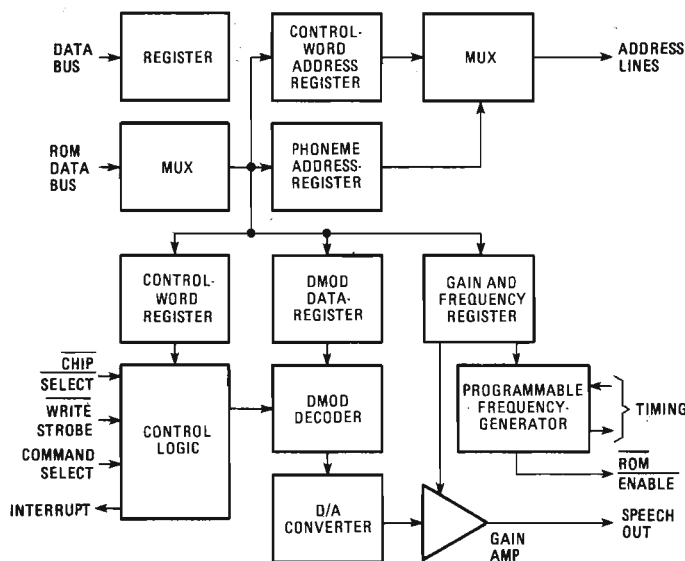 DATA
BUS
REGISTER
CONTROL-
WORD
ADDRESS
REGISTER
MUX
ADDRESS
LINES
ROM
DATA
BUS
MUX
PHONEME
ADDRESS-
REGISTER
CONTROL-
WORD
REGISTER
DMOD
DATA-
REGISTER
GAIN AND
FREQUENCY
REGISTER
CHIP
SELECT
WRITE
STROBE
COMMAND
SELECT
INTERRUPT
CONTROL
LOGIC
DMOD
DECODER
PROGRAMMABLE
FREQUENCY-
GENERATOR
TIMING
ROM
ENABLE
D/A
CONVERTER
GAIN
AMP
SPEECH
OUT